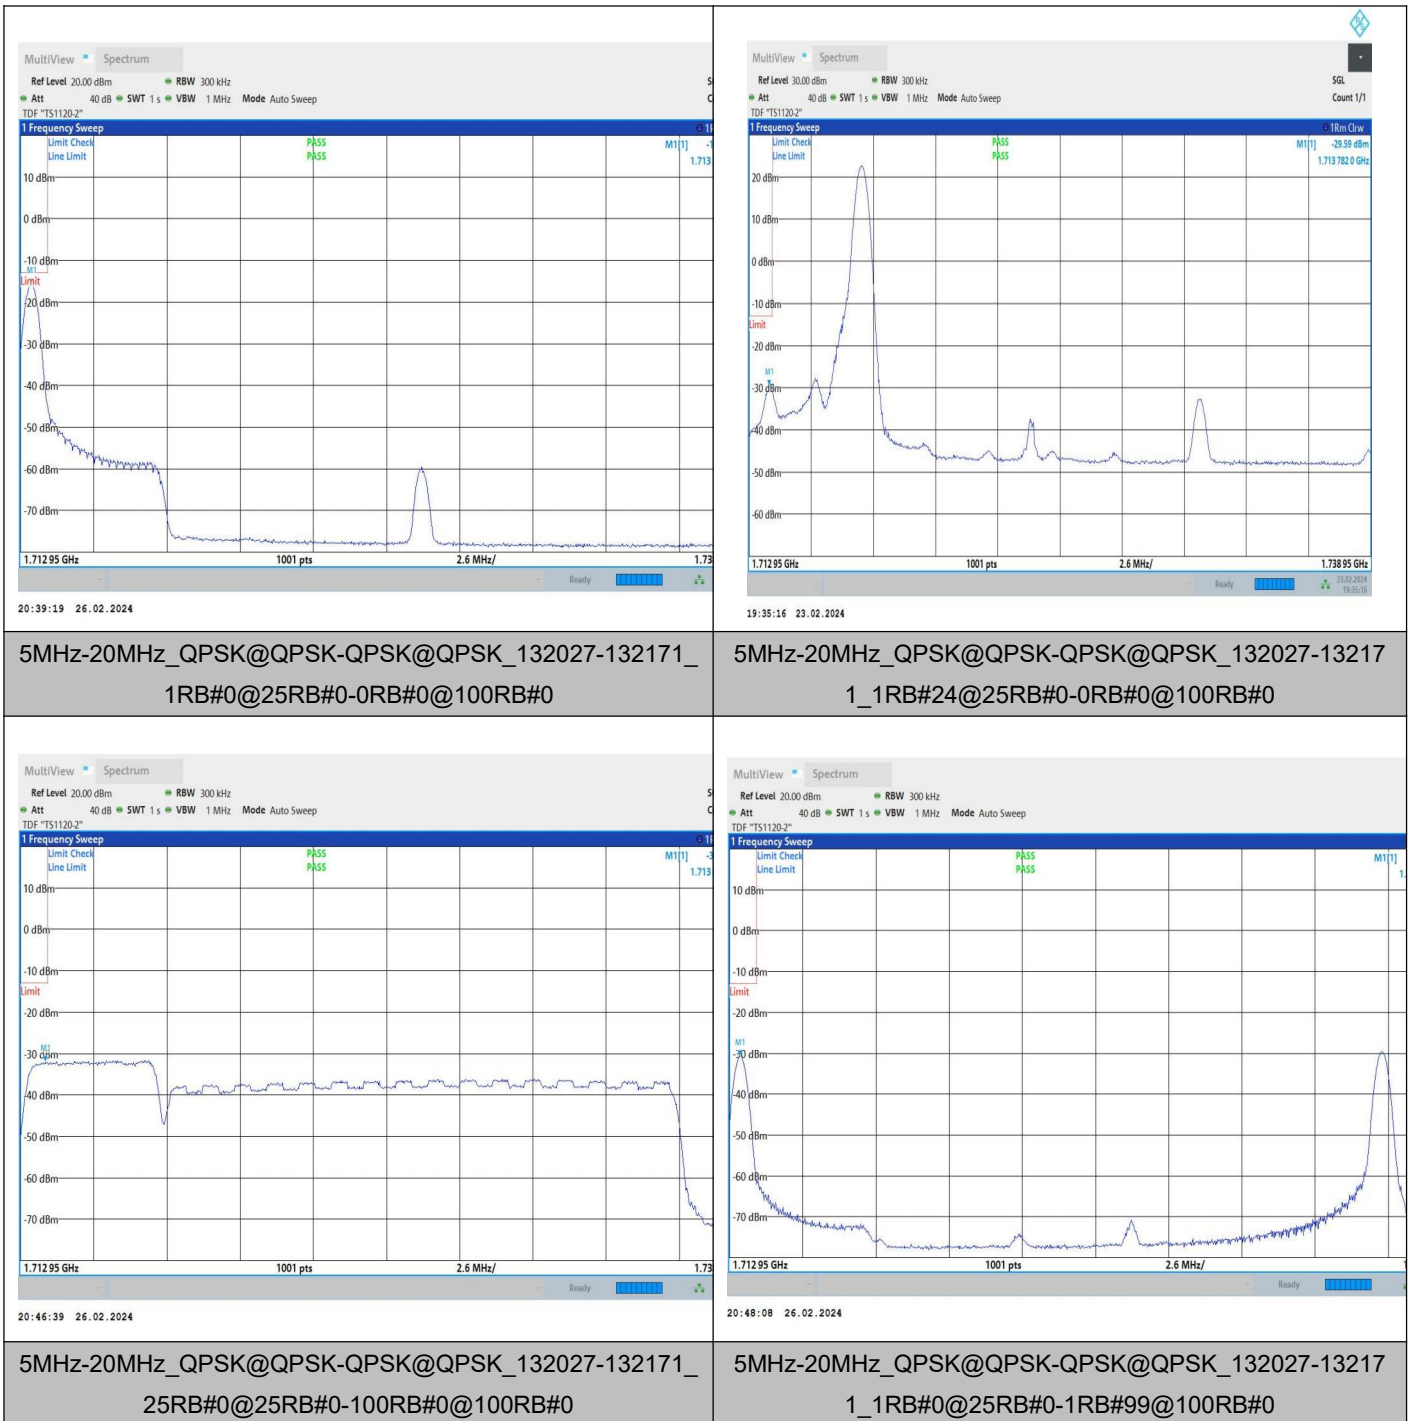 MultiView Spectrum
Ref Level 20.00 dBm RBW 300 kHz
Att 40 dB SWT 1 s VBW 1 MHz Mode Auto Sweep
TDF "TS1120-2"
1 Frequency Sweep
Limit Check PASS M1[1]
Line Limit PASS 1.713
10 dBm
0 dBm
-10 dBm
M1
Limit
-20 dBm
-30 dBm
-40 dBm
-50 dBm
-60 dBm
-70 dBm
1.712 95 GHz 1001 pts 2.6 MHz/ 1.73
Ready
20:39:19 26.02.2024
5MHz-20MHz_QPSK@QPSK-QPSK@QPSK_132027-132171_
1RB#0@25RB#0-0RB#0@100RB#0
MultiView Spectrum
Ref Level 30.00 dBm RBW 300 kHz SGL
Att 40 dB SWT 1 s VBW 1 MHz Mode Auto Sweep Count 1/1
TDF "TS1120-2"
1 Frequency Sweep 1Rm Clrw
Limit Check PASS M1[1] -29.59 dBm
Line Limit PASS 1.713 782 0 GHz
20 dBm
10 dBm
0 dBm
-10 dBm
Limit
-20 dBm
M1
-30 dBm
-40 dBm
-50 dBm
-60 dBm
1.712 95 GHz 1001 pts 2.6 MHz/ 1.738 95 GHz
Ready 23.02.2024
19:35:16
19:35:16 23.02.2024
5MHz-20MHz_QPSK@QPSK-QPSK@QPSK_132027-13217
1_1RB#24@25RB#0-0RB#0@100RB#0
MultiView Spectrum
Ref Level 20.00 dBm RBW 300 kHz
Att 40 dB SWT 1 s VBW 1 MHz Mode Auto Sweep
TDF "TS1120-2"
1 Frequency Sweep
Limit Check PASS M1[1]
Line Limit PASS 1.713
10 dBm
0 dBm
-10 dBm
Limit
-20 dBm
M1
-30 dBm
-40 dBm
-50 dBm
-60 dBm
-70 dBm
1.712 95 GHz 1001 pts 2.6 MHz/ 1.73
Ready
20:46:39 26.02.2024
5MHz-20MHz_QPSK@QPSK-QPSK@QPSK_132027-132171_
25RB#0@25RB#0-100RB#0@100RB#0
MultiView Spectrum
Ref Level 20.00 dBm RBW 300 kHz
Att 40 dB SWT 1 s VBW 1 MHz Mode Auto Sweep
TDF "TS1120-2"
1 Frequency Sweep
Limit Check PASS M1[1]
Line Limit PASS 1.
10 dBm
0 dBm
-10 dBm
Limit
-20 dBm
M1
-30 dBm
-40 dBm
-50 dBm
-60 dBm
-70 dBm
1.712 95 GHz 1001 pts 2.6 MHz/
Ready
20:48:08 26.02.2024
5MHz-20MHz_QPSK@QPSK-QPSK@QPSK_132027-13217
1_1RB#0@25RB#0-1RB#99@100RB#0